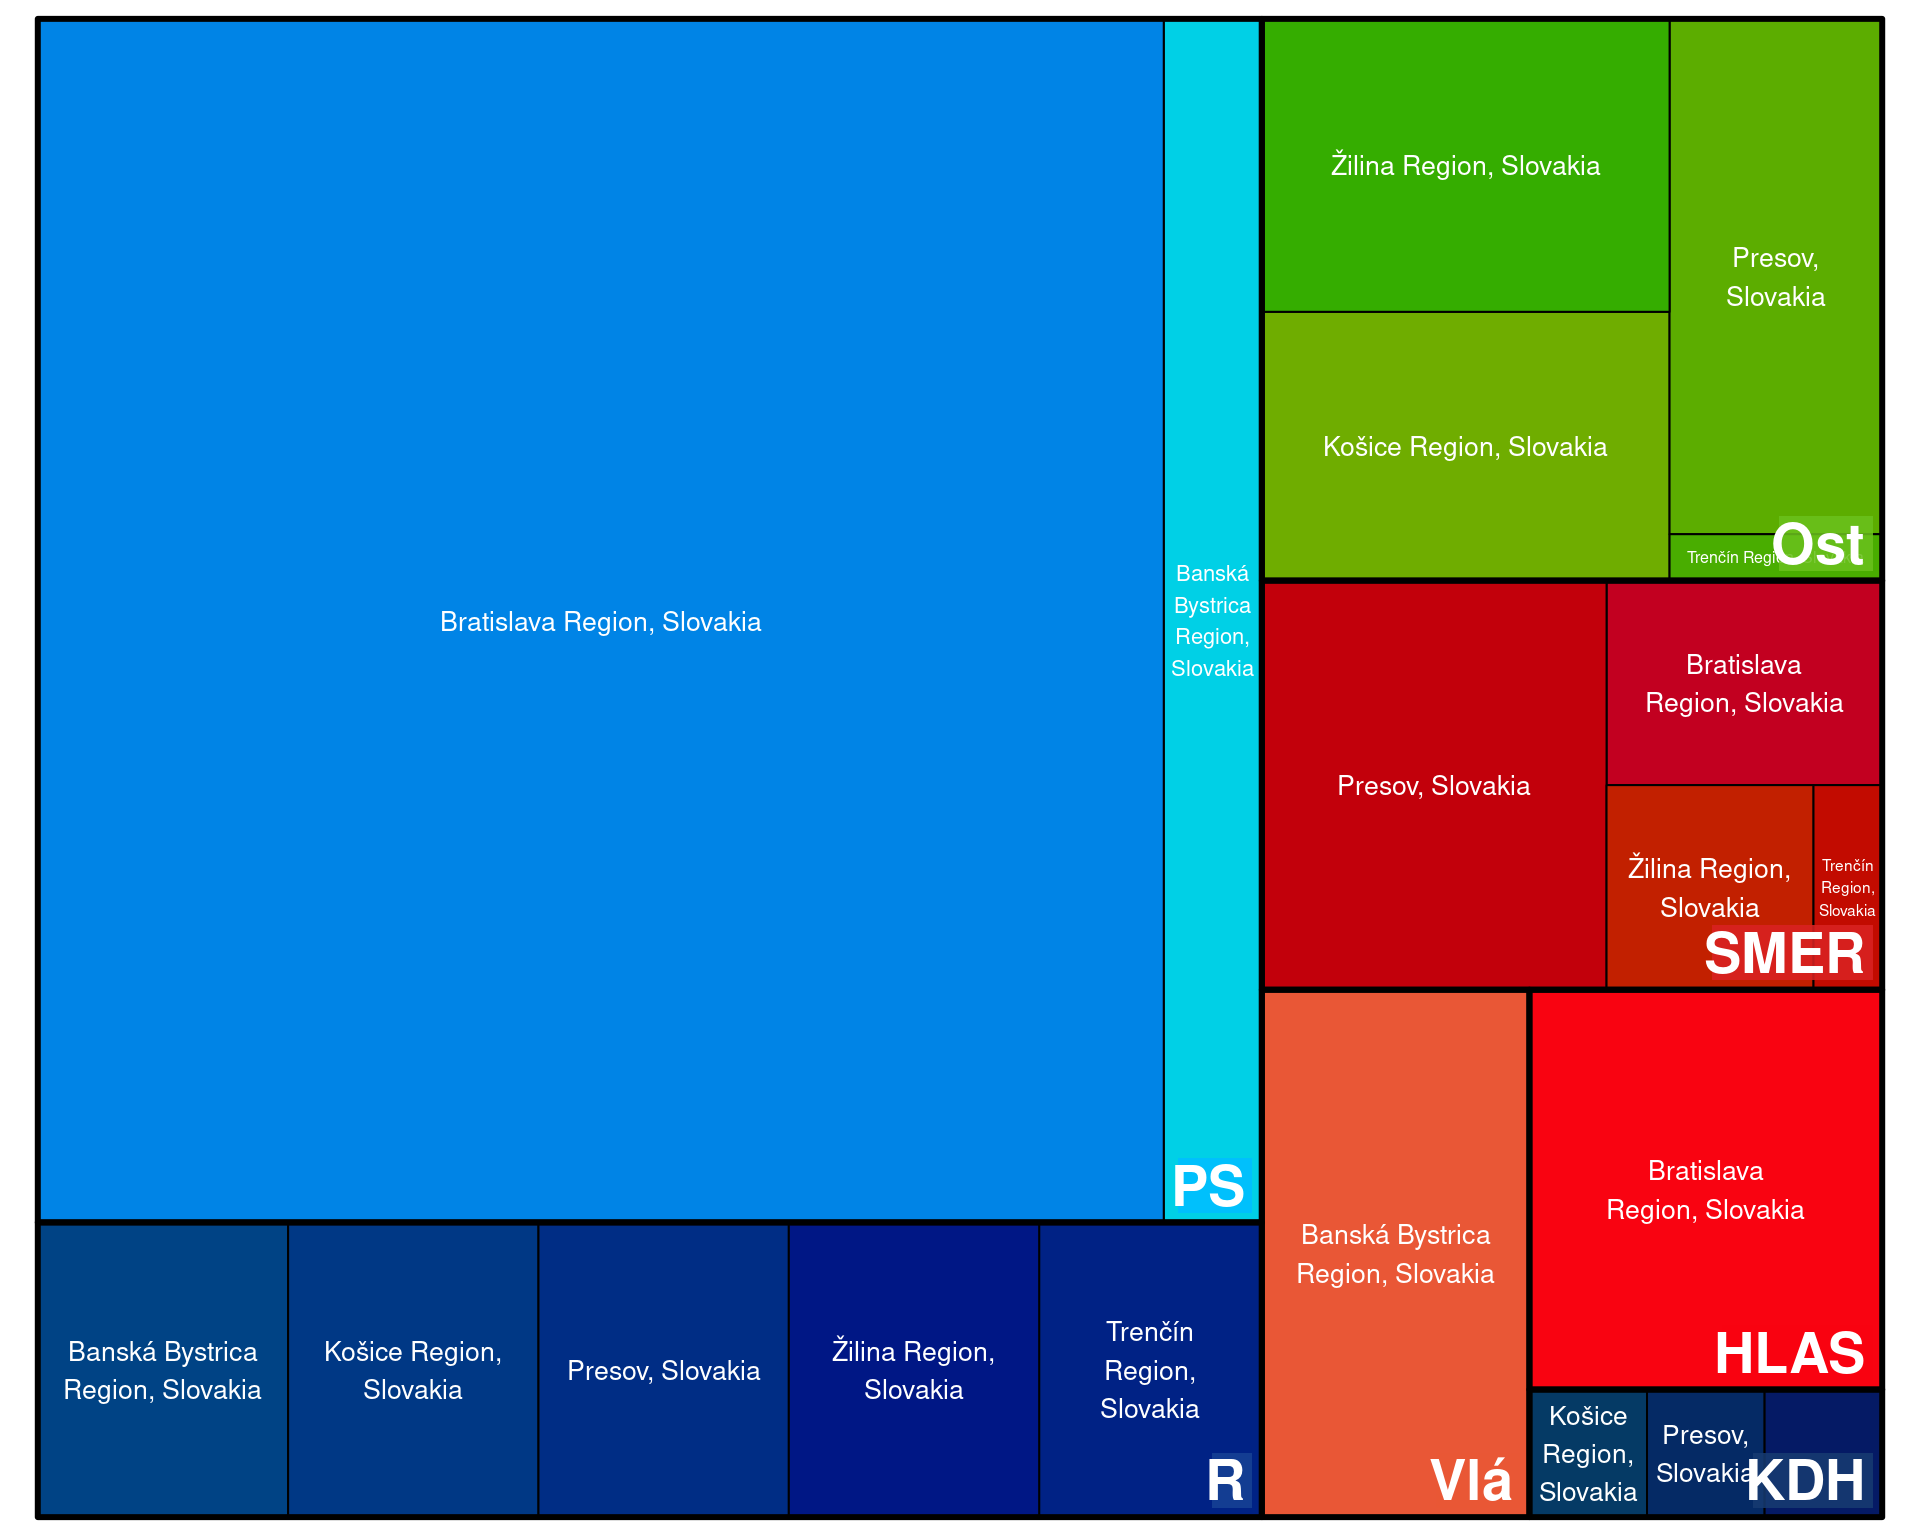 Bratislava Region, Slovakia
Banská
Bystrica
Region,
Slovakia
PS
Banská Bystrica
Region, Slovakia
Košice Region,
Slovakia
Presov, Slovakia
Žilina Region,
Slovakia
Trenčín
Region,
Slovakia
R
Žilina Region, Slovakia
Presov,
Slovakia
Košice Region, Slovakia
Trenčín
Ost
Presov, Slovakia
Bratislava
Region, Slovakia
Žilina Region,
Slovakia
Trenčín
Region,
Slovakia
SMER
Banská Bystrica
Region, Slovakia
Vlá
Bratislava
Region, Slovakia
HLAS
Košice
Region,
Slovakia
Presov,
Slovakia
KDH